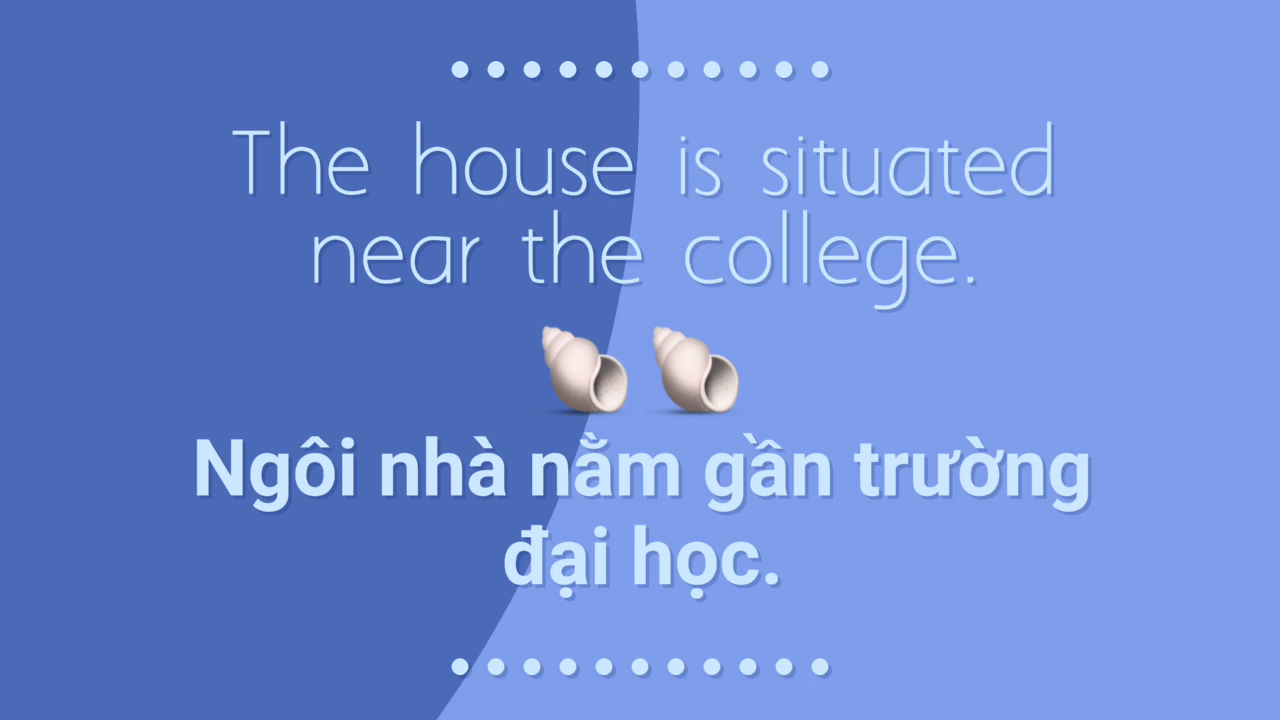 The house is situated
near the college.
Ngôi nhà nằm gần trường
đại học.